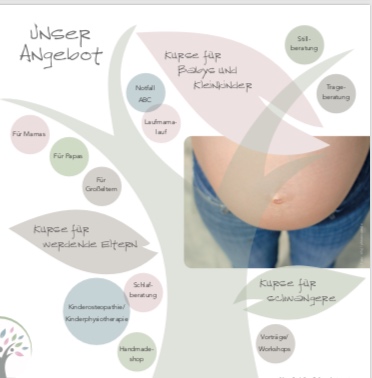 UNSER
ANGEBOT
KURSE FÜR
BABYS UND
KLEINKINDER
Still-
beratung
Trage-
beratung
Notfall
ABC
Laufmama-
lauf
Für Mamas
Für Papas
Für
Großeltern
KURSE FÜR
WERDENDE ELTERN
Schlaf-
beratung
Kinderosteopathie/
Kinderphysiotherapie
KURSE FÜR
SCHWANGERE
Handmade-
shop
Vorträge/
Workshops